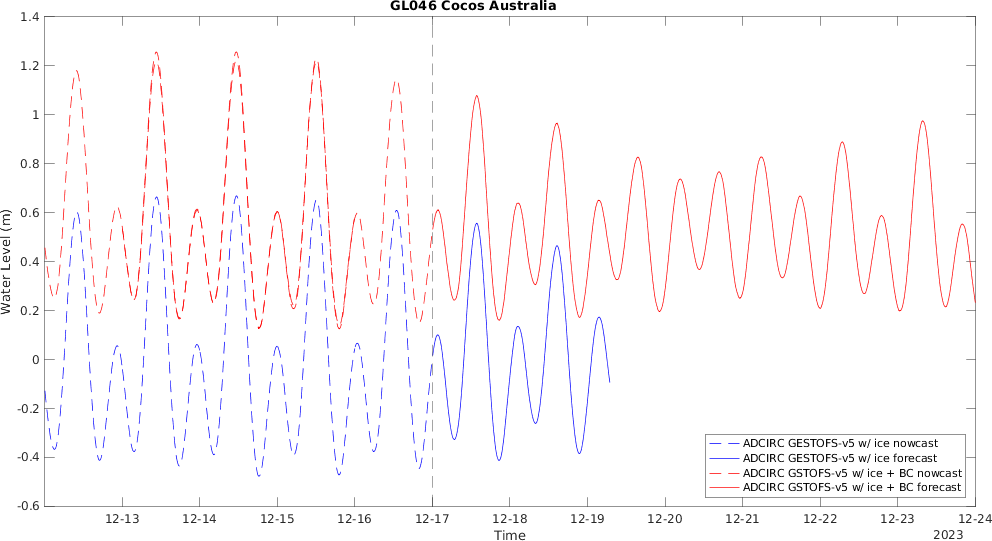 GL046 Cocos Australia
1.4
1.2
1
0.8
0.6
0.4
0.2
0
-0.2
-0.4
-0.6
Water Level (m)
ADCIRC GESTOFS-v5 w/ ice nowcast
ADCIRC GESTOFS-v5 w/ ice forecast
ADCIRC GSTOFS-v5 w/ ice + BC nowcast
ADCIRC GSTOFS-v5 w/ ice + BC forecast
12-13 12-14 12-15 12-16 12-17 12-18 12-19 12-20 12-21 12-22 12-23 12-24
Time
2023